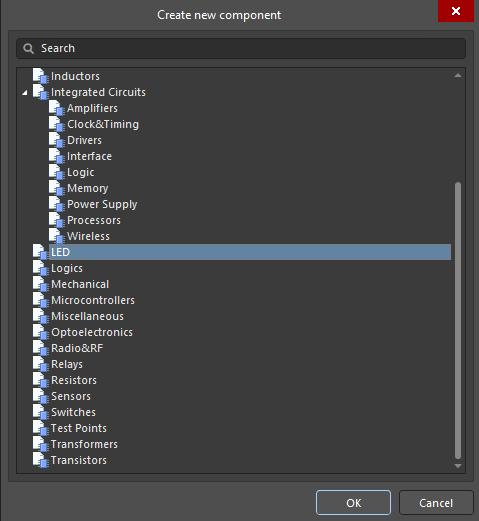 Create new component
Search
Inductors
Integrated Circuits
Amplifiers
Clock&Timing
Drivers
Interface
Logic
Memory
Power Supply
Processors
Wireless
LED
Logics
Mechanical
Microcontrollers
Miscellaneous
Optoelectronics
Radio&RF
Relays
Resistors
Sensors
Switches
Test Points
Transformers
Transistors
OK
Cancel